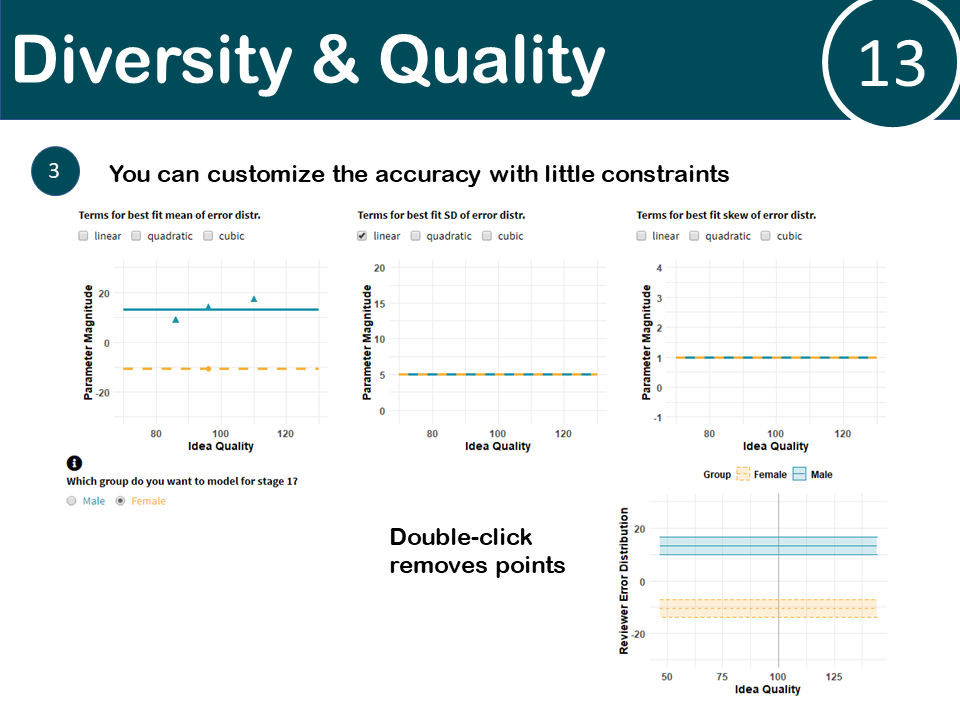 Diversity & Quality
13
3
You can customize the accuracy with little constraints
Terms for best fit mean of error distr.
linear quadratic cubic
Parameter Magnitude
20
0
-20
80 100 120
Idea Quality
Terms for best fit SD of error distr.
linear quadratic cubic
Parameter Magnitude
20
15
10
5
0
80 100 120
Idea Quality
Terms for best fit skew of error distr.
linear quadratic cubic
Parameter Magnitude
4
3
2
1
0
-1
80 100 120
Idea Quality
Which group do you want to model for stage 1?
Male Female
Double-click
removes points
Group Female Male
Reviewer Error Distribution
20
0
-20
50 75 100 125
Idea Quality